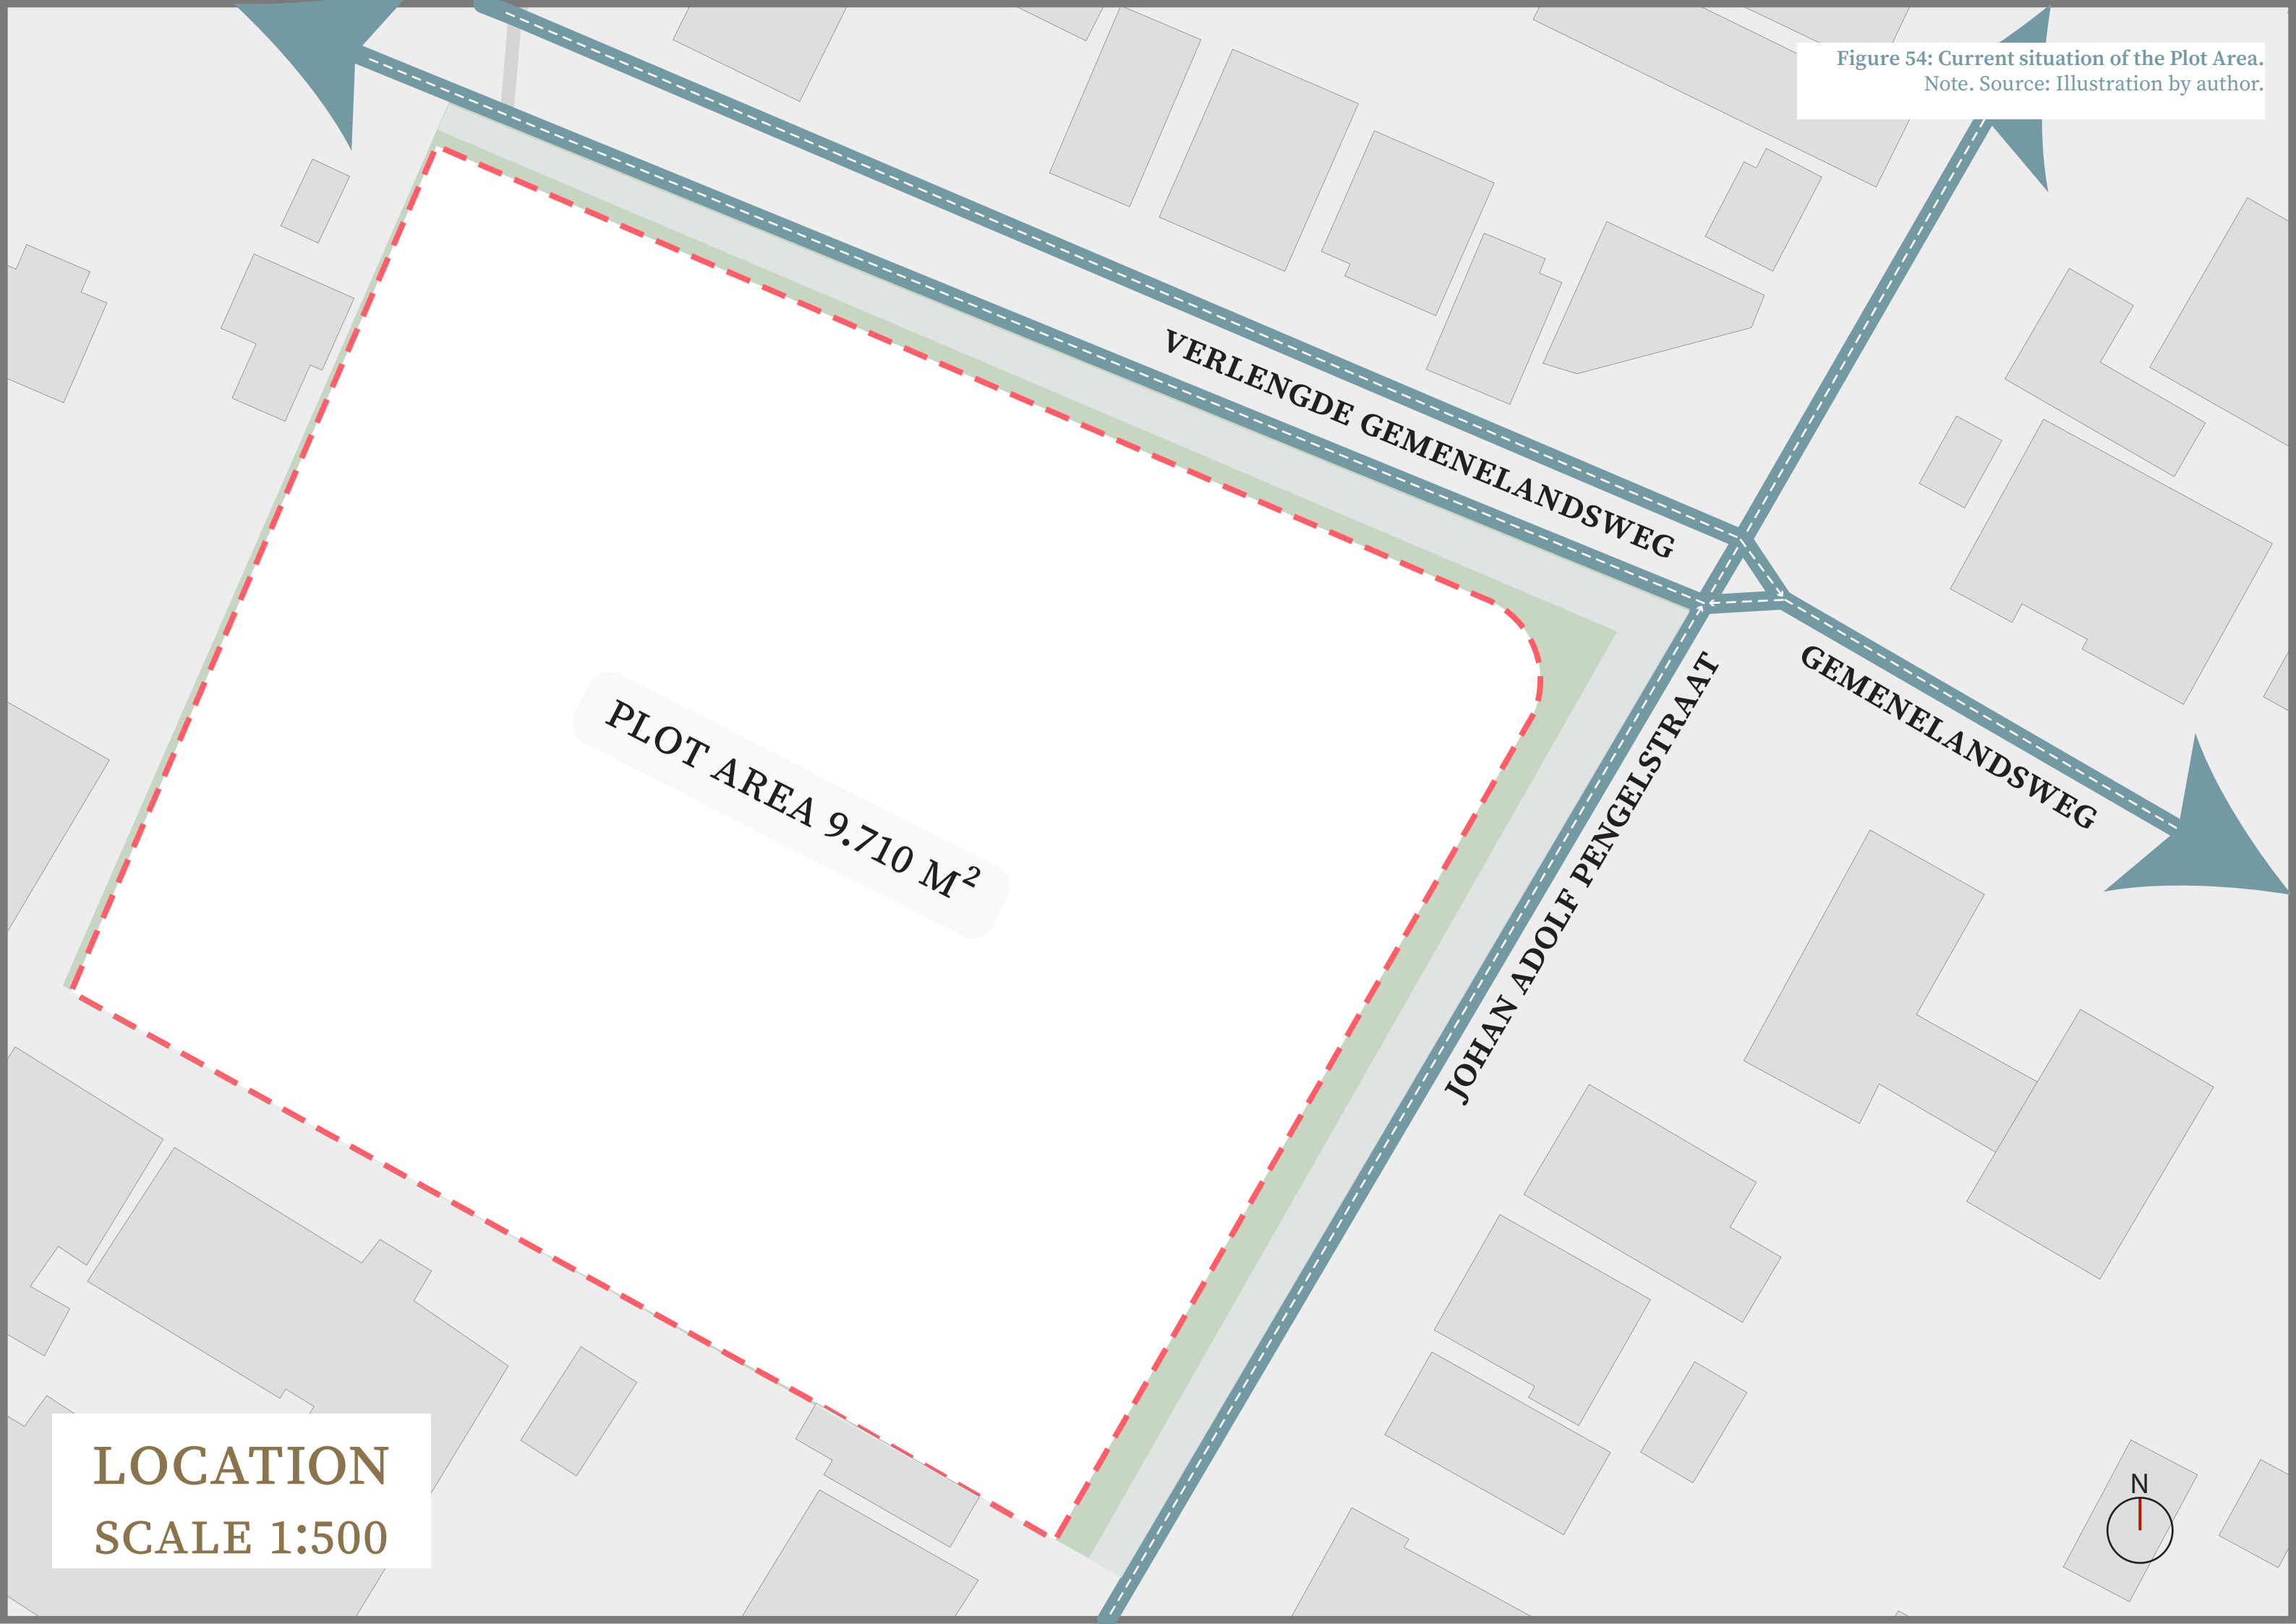 Figure 54: Current situation of the Plot Area.
Note. Source: Illustration by author.
VERLENGDE GEMENELANDSWEG
GEMENELANDSWEG
JOHAN ADOLF PENGELSTRAAT
PLOT AREA 9.710 M²
LOCATION
SCALE 1:500
N